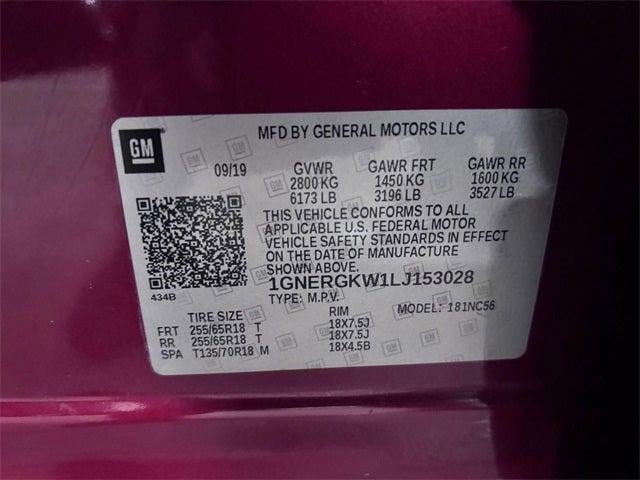 MFD BY GENERAL MOTORS LLC
GM
09/19 GVWR GAWR FRT GAWR RR
2800 KG 1450 KG 1600 KG
6173 LB 3196 LB 3527 LB
THIS VEHICLE CONFORMS TO ALL
APPLICABLE U.S. FEDERAL MOTOR
VEHICLE SAFETY STANDARDS IN EFFECT
ON THE DATE OF MANUFACTURE
SHOWN ABOVE.
434B
1GNERGKW1LJ153028
TYPE: M.P.V. MODEL: 181NC56
TIRE SIZE RIM
FRT 255/65R18 T 18X7.5J
RR 255/65R18 T 18X7.5J
SPA T135/70R18 M 18X4.5B